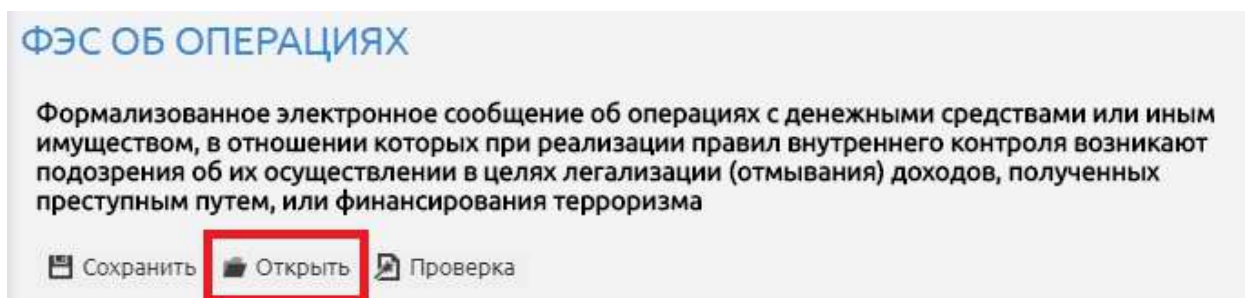 ФЭС ОБ ОПЕРАЦИЯХ
Формализованное электронное сообщение об операциях с денежными средствами или иным
имуществом, в отношении которых при реализации правил внутреннего контроля возникают
подозрения об их осуществлении в целях легализации (отмывания) доходов, полученных
преступным путем, или финансирования терроризма
Сохранить Открыть Проверка